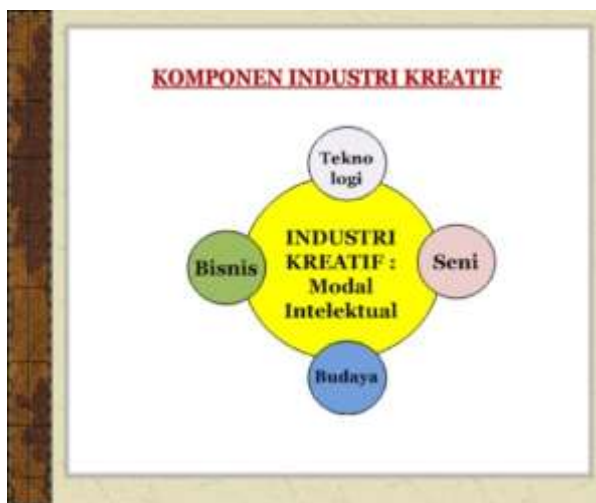 KOMPONEN INDUSTRI KREATIF
Tekno
logi
INDUSTRI
KREATIF :
Modal
Intelektual
Bisnis
Seni
Budaya